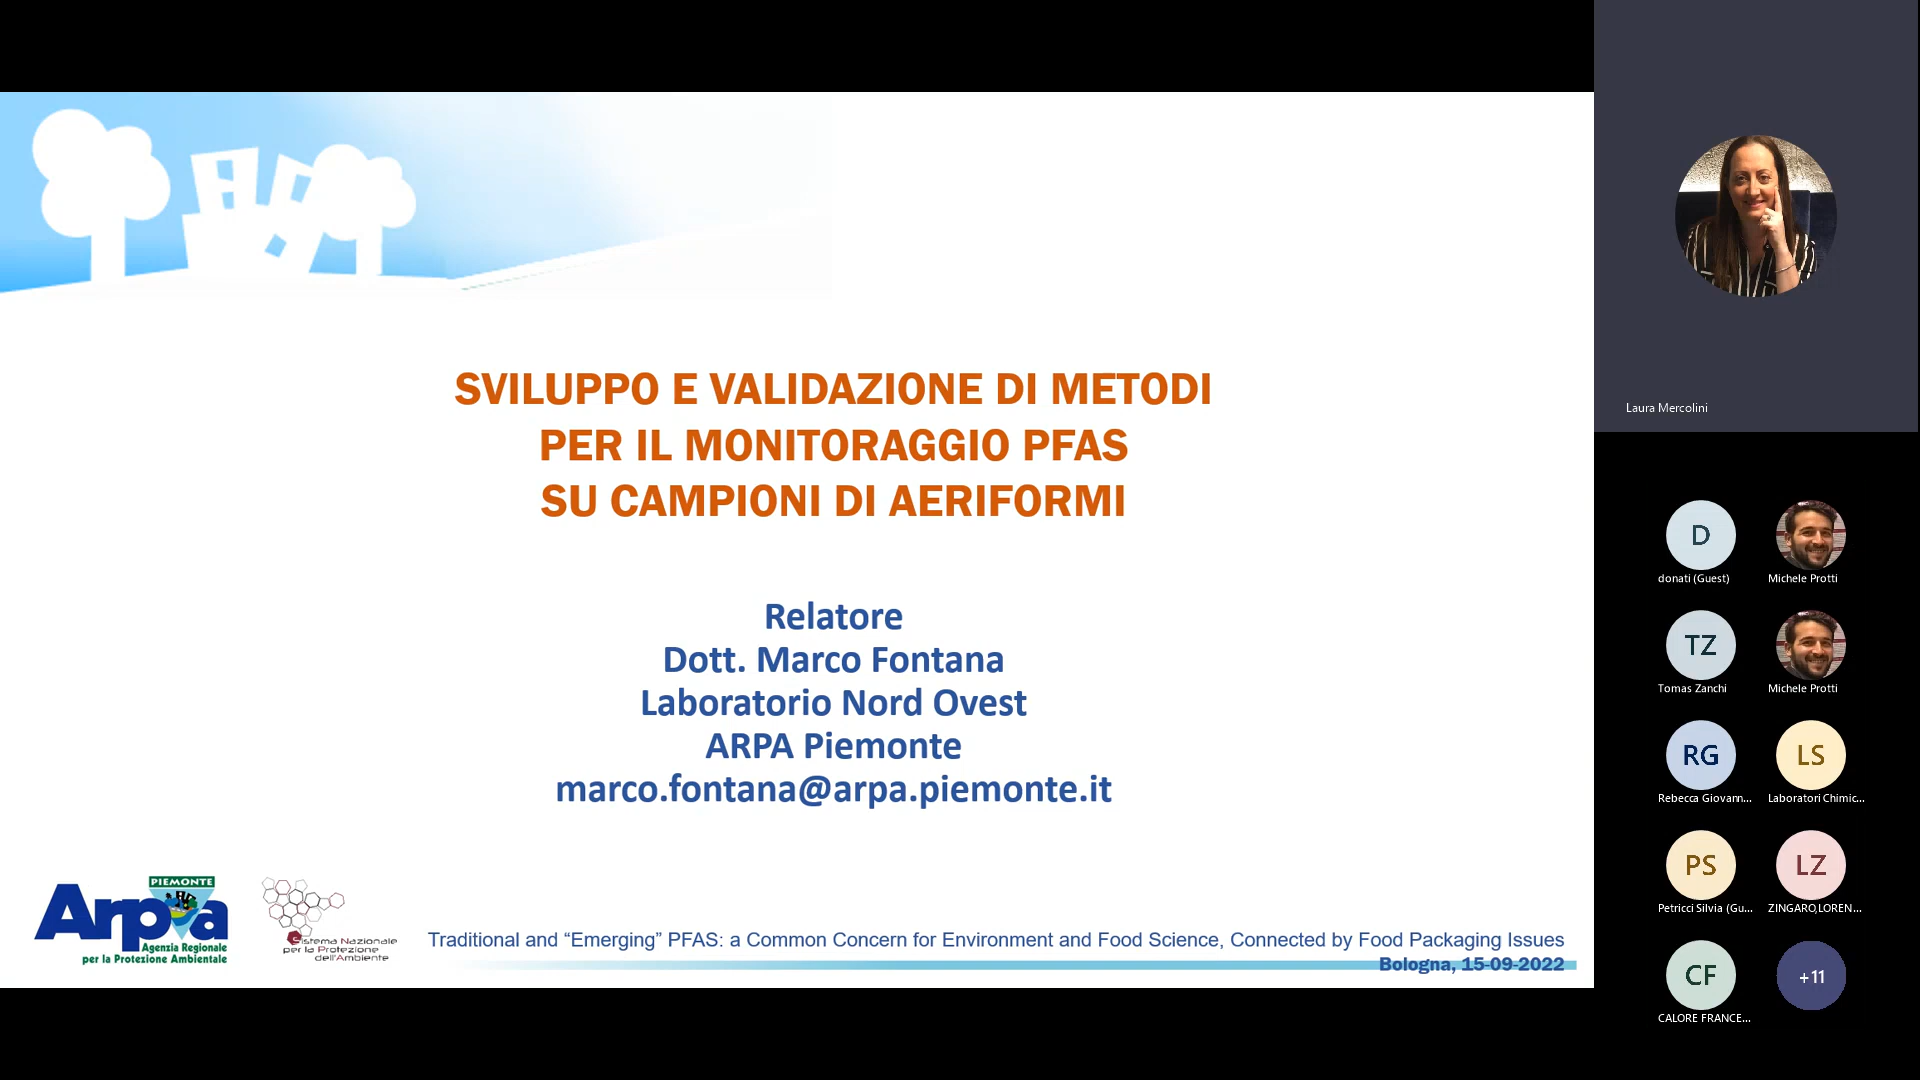 SVILUPPO E VALIDAZIONE DI METODI
PER IL MONITORAGGIO PFAS
SU CAMPIONI DI AERIFORMI
Relatore
Dott. Marco Fontana
Laboratorio Nord Ovest
ARPA Piemonte
marco.fontana@arpa.piemonte.it
PIEMONTE
Arpa
Agenzia Regionale
per la Protezione Ambientale
Sistema Nazionale
per la Protezione
dell'Ambiente
Traditional and “Emerging” PFAS: a Common Concern for Environment and Food Science, Connected by Food Packaging Issues
Bologna, 15-09-2022
Laura Mercolini
D
donati (Guest)
Michele Protti
TZ
Tomas Zanchi
Michele Protti
RG
Rebecca Giovann...
LS
Laboratori Chimic...
PS
Petricci Silvia (Gu...
LZ
ZINGARO,LOREN...
CF
CALORE FRANCE...
+11